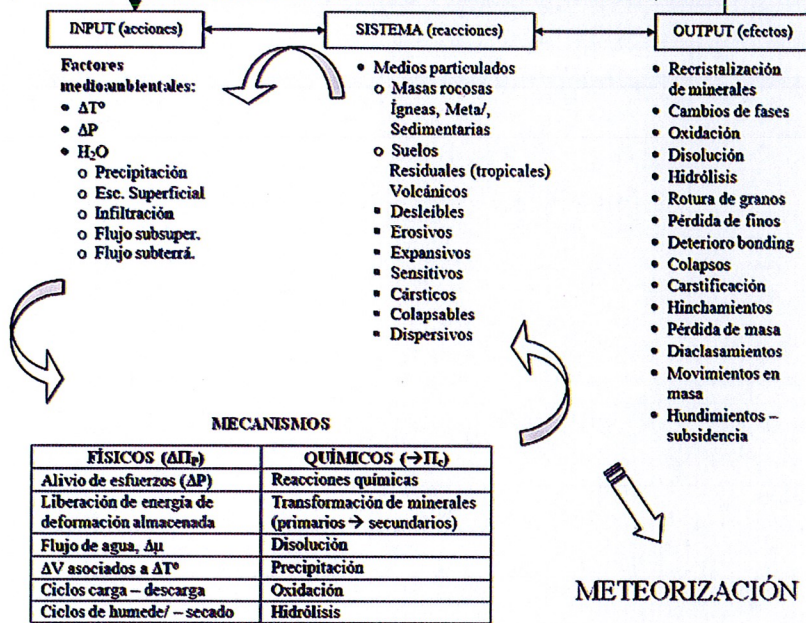 INPUT (acciones)
SISTEMA (reacciones)
OUTPUT (efectos)
Factores
medioambientales:
• ΔTº
• ΔP
• H₂O
o Precipitación
o Esc. Superficial
o Infiltración
o Flujo subsuper.
o Flujo subterrá.
• Medios particulados
o Masas rocosas
Ígneas, Meta/,
Sedimentarias
o Suelos
Residuales (tropicales)
Volcánicos
▪ Desleibles
▪ Erosivos
▪ Expansivos
▪ Sensitivos
▪ Cársticos
▪ Colapsables
▪ Dispersivos
• Recristalización
de minerales
• Cambios de fases
• Oxidación
• Disolución
• Hidrólisis
• Rotura de granos
• Pérdida de finos
• Deterioro bonding
• Colapsos
• Carstificación
• Hinchamientos
• Pérdida de masa
• Diaclasamientos
• Movimientos en
masa
• Hundimientos –
subsidencia
MECANISMOS
FÍSICOS (ΔΠP)
QUÍMICOS (→Πc)
Alivio de esfuerzos (ΔP)
Reacciones químicas
Liberación de energía de
deformación almacenada
Transformación de minerales
(primarios → secundarios)
Flujo de agua, Δμ
Disolución
ΔV asociados a ΔTº
Precipitación
Ciclos carga – descarga
Oxidación
Ciclos de humede/ – secado
Hidrólisis
METEORIZACIÓN